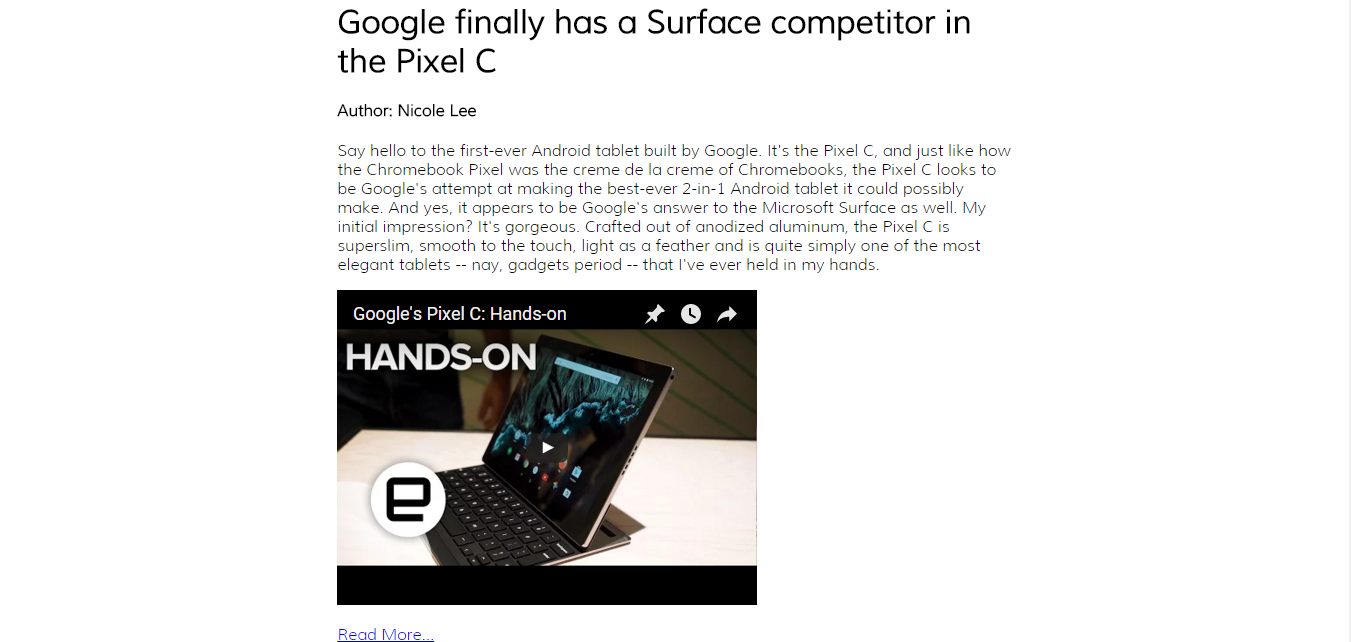 Google finally has a Surface competitor in
the Pixel C
Author: Nicole Lee
Say hello to the first-ever Android tablet built by Google. It's the Pixel C, and just like how
the Chromebook Pixel was the creme de la creme of Chromebooks, the Pixel C looks to
be Google's attempt at making the best-ever 2-in-1 Android tablet it could possibly
make. And yes, it appears to be Google's answer to the Microsoft Surface as well. My
initial impression? It's gorgeous. Crafted out of anodized aluminum, the Pixel C is
superslim, smooth to the touch, light as a feather and is quite simply one of the most
elegant tablets -- nay, gadgets period -- that I've ever held in my hands.
Google's Pixel C: Hands-on
HANDS-ON
e
Read More...